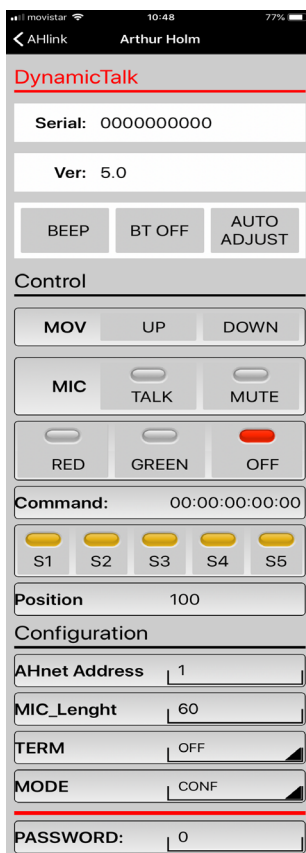 movistar 10:48 77%
AHlink Arthur Holm
DynamicTalk
Serial: 0000000000
Ver: 5.0
BEEP BT OFF AUTO ADJUST
Control
MOV UP DOWN
MIC TALK MUTE
RED GREEN OFF
Command: 00:00:00:00:00
S1 S2 S3 S4 S5
Position 100
Configuration
AHnet Address 1
MIC_Lenght 60
TERM OFF
MODE CONF
PASSWORD: 0